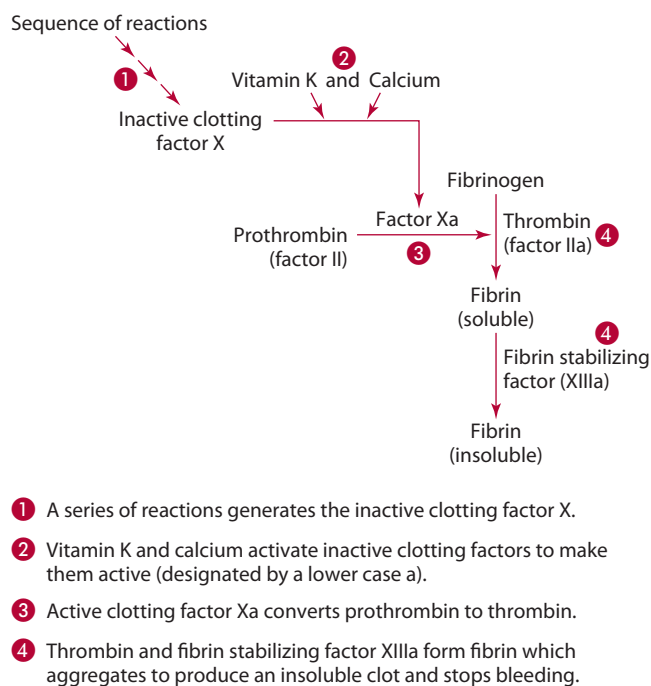 Sequence of reactions
1
2
Vitamin K and Calcium
Inactive clotting
factor X
Fibrinogen
Factor Xa
Prothrombin
(factor II)
3
Thrombin
(factor IIa)
4
Fibrin
(soluble)
4
Fibrin stabilizing
factor (XIIIa)
Fibrin
(insoluble)
1 A series of reactions generates the inactive clotting factor X.
2 Vitamin K and calcium activate inactive clotting factors to make
them active (designated by a lower case a).
3 Active clotting factor Xa converts prothrombin to thrombin.
4 Thrombin and fibrin stabilizing factor XIIIa form fibrin which
aggregates to produce an insoluble clot and stops bleeding.